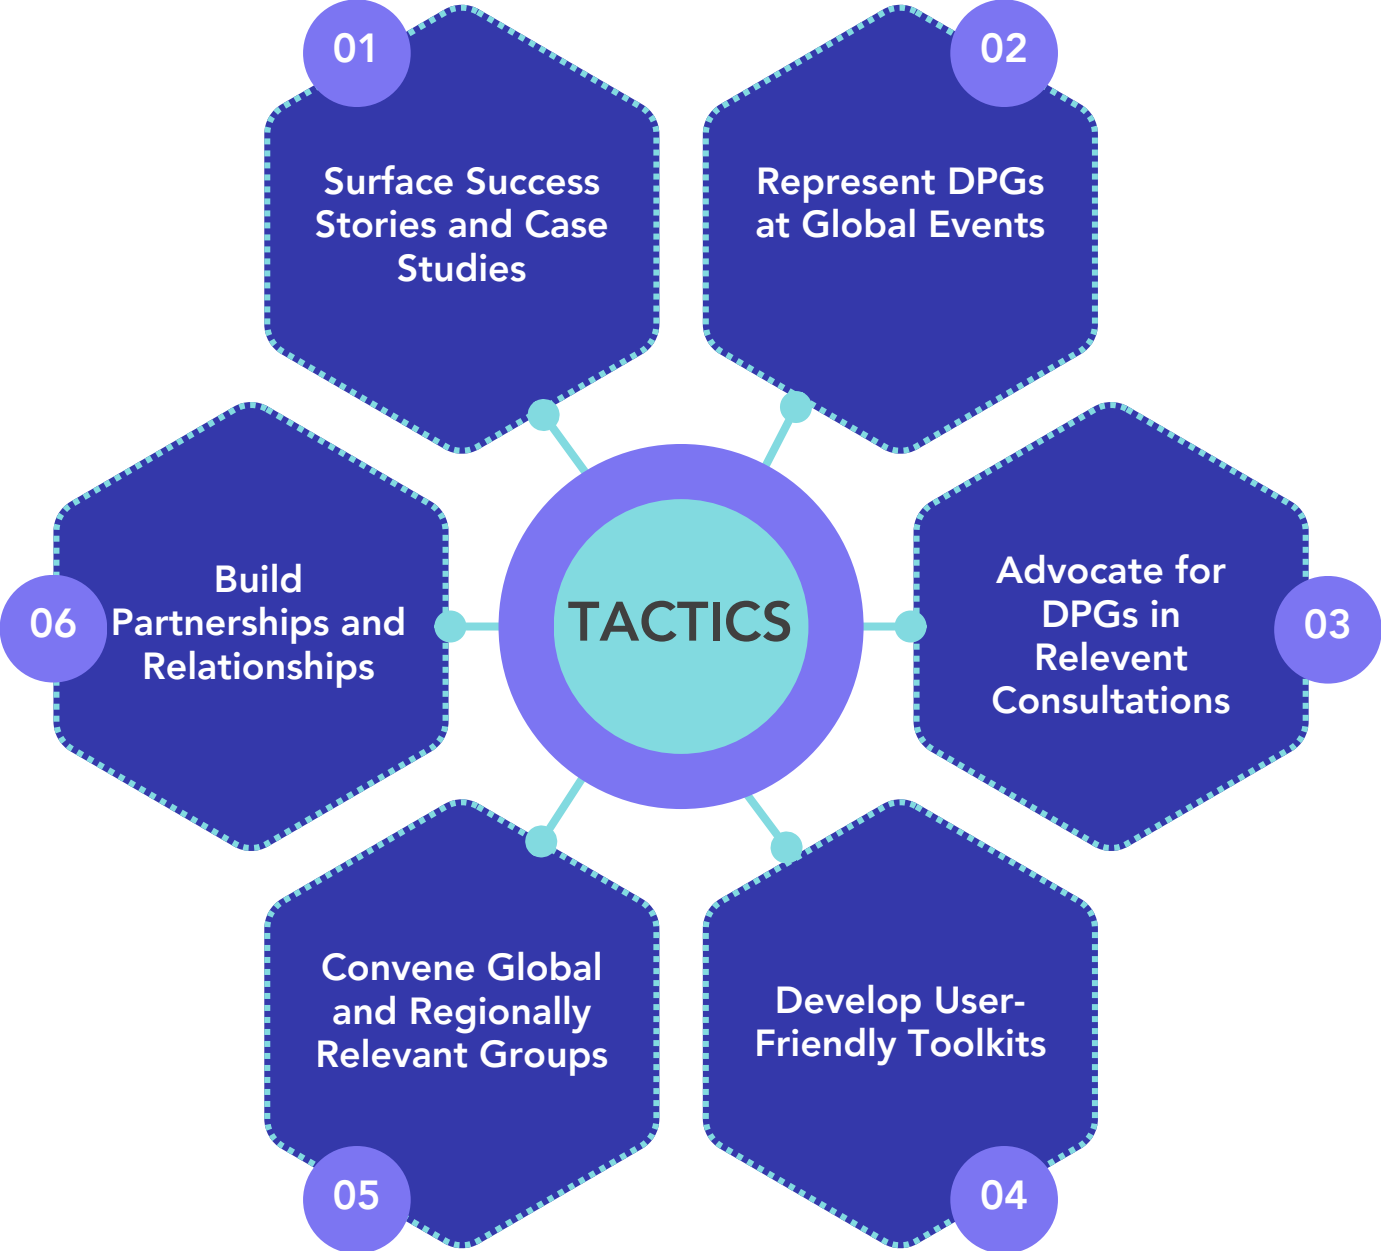 01
Surface Success
Stories and Case
Studies
02
Represent DPGs
at Global Events
03
Advocate for
DPGs in
Relevent
Consultations
04
Develop User-
Friendly Toolkits
05
Convene Global
and Regionally
Relevant Groups
06
Build
Partnerships and
Relationships
TACTICS